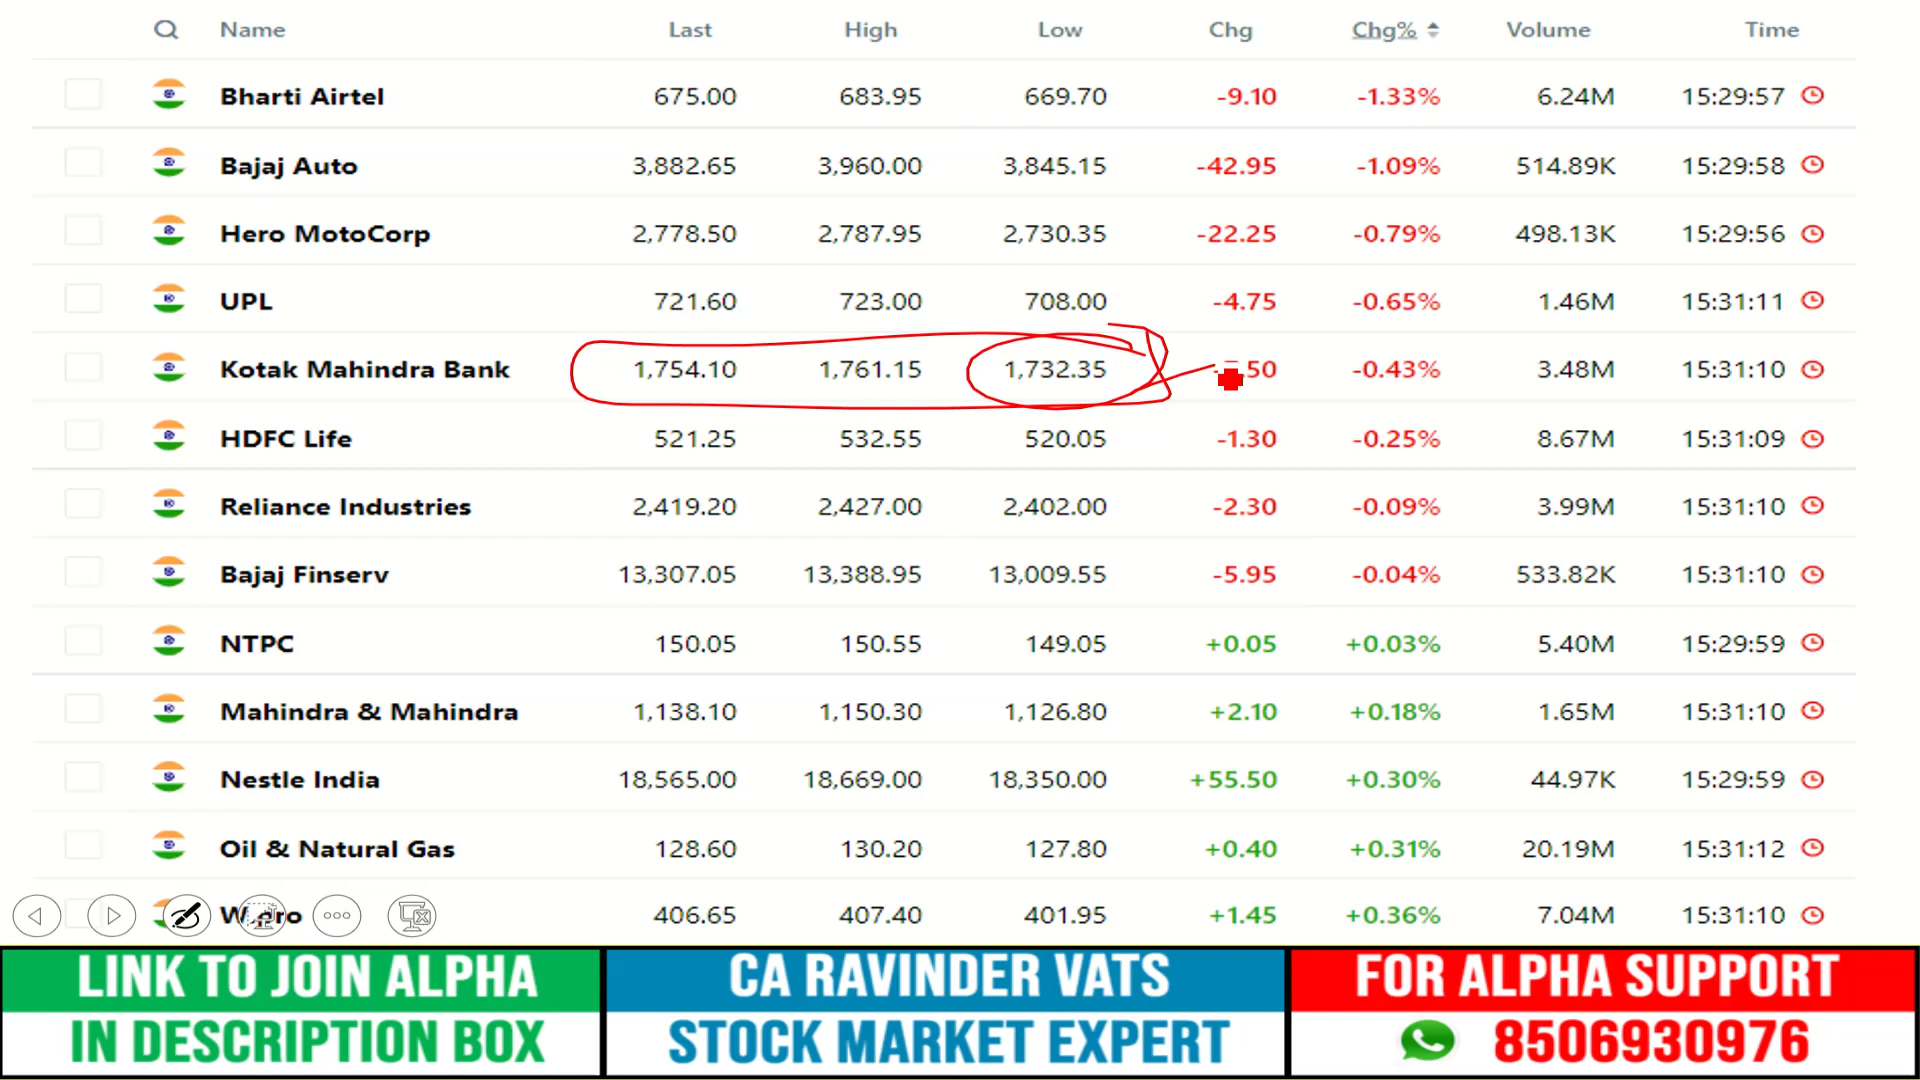 Name Last High Low Chg Chg% Volume Time
Bharti Airtel 675.00 683.95 669.70 -9.10 -1.33% 6.24M 15:29:57
Bajaj Auto 3,882.65 3,960.00 3,845.15 -42.95 -1.09% 514.89K 15:29:58
Hero MotoCorp 2,778.50 2,787.95 2,730.35 -22.25 -0.79% 498.13K 15:29:56
UPL 721.60 723.00 708.00 -4.75 -0.65% 1.46M 15:31:11
Kotak Mahindra Bank 1,754.10 1,761.15 1,732.35 -0.43% 3.48M 15:31:10
HDFC Life 521.25 532.55 520.05 -1.30 -0.25% 8.67M 15:31:09
Reliance Industries 2,419.20 2,427.00 2,402.00 -2.30 -0.09% 3.99M 15:31:10
Bajaj Finserv 13,307.05 13,388.95 13,009.55 -5.95 -0.04% 533.82K 15:31:10
NTPC 150.05 150.55 149.05 +0.05 +0.03% 5.40M 15:29:59
Mahindra & Mahindra 1,138.10 1,150.30 1,126.80 +2.10 +0.18% 1.65M 15:31:10
Nestle India 18,565.00 18,669.00 18,350.00 +55.50 +0.30% 44.97K 15:29:59
Oil & Natural Gas 128.60 130.20 127.80 +0.40 +0.31% 20.19M 15:31:12
406.65 407.40 401.95 +1.45 +0.36% 7.04M 15:31:10
LINK TO JOIN ALPHA
IN DESCRIPTION BOX
CA RAVINDER VATS
STOCK MARKET EXPERT
FOR ALPHA SUPPORT
8506930976